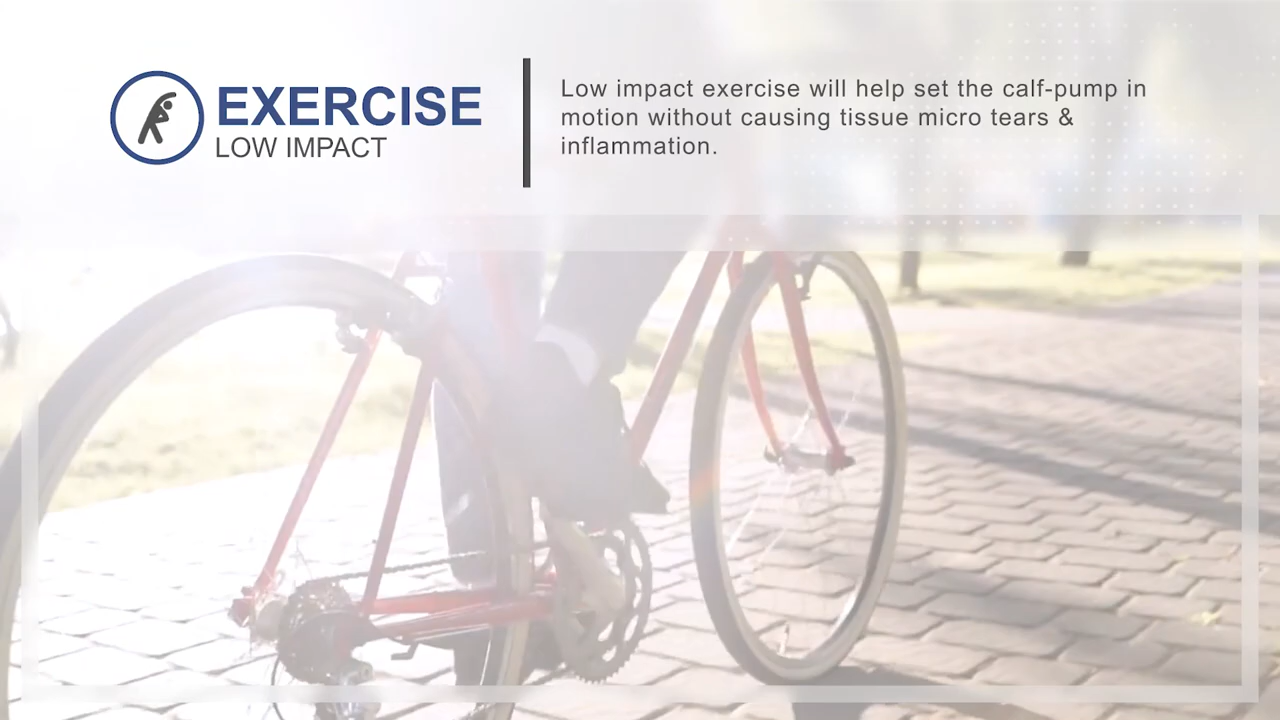 EXERCISE
LOW IMPACT
Low impact exercise will help set the calf-pump in
motion without causing tissue micro tears &
inflammation.